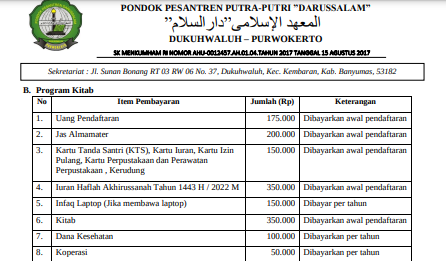 PONDOK PESANTREN PUTRA-PUTRI "DARUSSALAM"
المعهد الإسلامى"دار السلام"
DUKUHWALUH – PURWOKERTO
SK MENKUMHAM RI NOMOR AHU-0012457.AH.01.04.TAHUN 2017 TANGGAL 15 AGUSTUS 2017
Sekretariat : Jl. Sunan Bonang RT 03 RW 06 No. 37, Dukuhwaluh, Kec. Kembaran, Kab. Banyumas, 53182
B. Program Kitab
No Item Pembayaran Jumlah (Rp) Keterangan
1. Uang Pendaftaran 175.000 Dibayarkan awal pendaftaran
2. Jas Almamater 200.000 Dibayarkan awal pendaftaran
3. Kartu Tanda Santri (KTS), Kartu Iuran, Kartu Izin 150.000 Dibayarkan awal pendaftaran
Pulang, Kartu Perpustakaan dan Perawatan
Perpustakaan , Kerudung
4. Iuran Haflah Akhirussanah Tahun 1443 H / 2022 M 350.000 Dibayarkan awal pendaftaran
5. Infaq Laptop (Jika membawa laptop) 150.000 Dibayar per tahun
6. Kitab 350.000 Dibayarkan awal pendaftaran
7. Dana Kesehatan 100.000 Dibayarkan per tahun
8. Koperasi 50.000 Dibayarkan per tahun